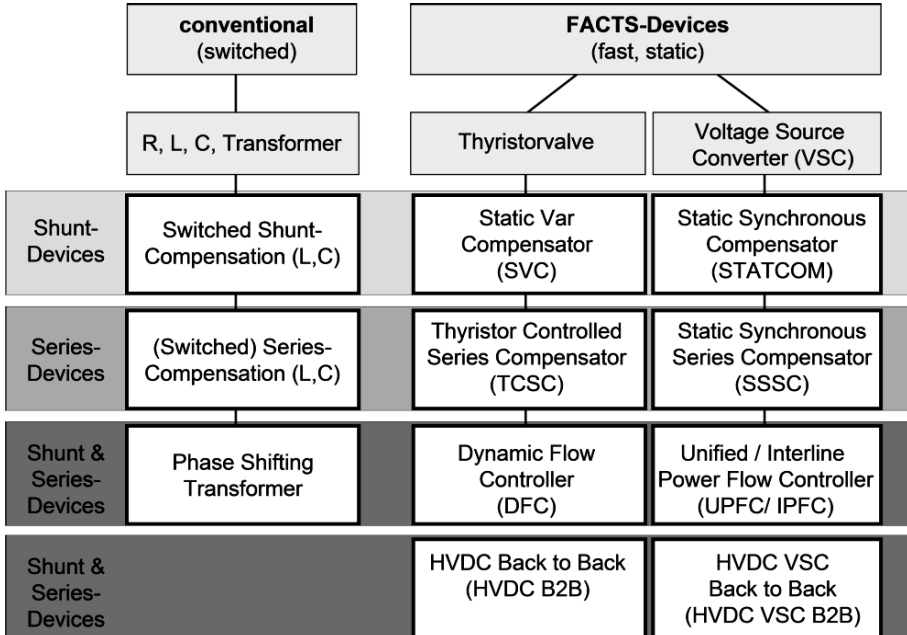 conventional
(switched)
FACTS-Devices
(fast, static)
R, L, C, Transformer
Thyristorvalve
Voltage Source
Converter (VSC)
Shunt-
Devices
Switched Shunt-
Compensation (L,C)
Static Var
Compensator
(SVC)
Static Synchronous
Compensator
(STATCOM)
Series-
Devices
(Switched) Series-
Compensation (L,C)
Thyristor Controlled
Series Compensator
(TCSC)
Static Synchronous
Series Compensator
(SSSC)
Shunt &
Series-
Devices
Phase Shifting
Transformer
Dynamic Flow
Controller
(DFC)
Unified / Interline
Power Flow Controller
(UPFC/ IPFC)
Shunt &
Series-
Devices
HVDC Back to Back
(HVDC B2B)
HVDC VSC
Back to Back
(HVDC VSC B2B)